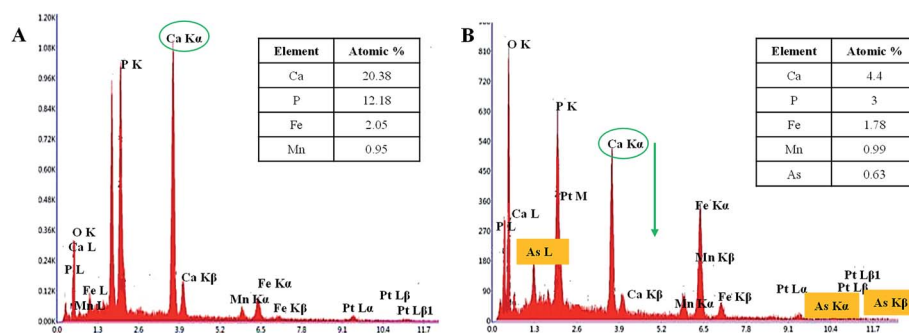 A
1.20K
1.08K
0.96K
0.84K
0.72K
0.60K
0.48K
0.36K
0.24K
0.12K
0.00K
Ca Kα
P K
O K
Ca L
P L
Fe L
Mn L
Ca Kβ
Mn Kα
Fe Kα
Fe Kβ
Pt Lα
Pt Lβ
Pt Lβ1
0.0 1.3 2.6 3.9 5.2 6.5 7.8 9.1 10.4 11.7
Element Atomic %
Ca 20.38
P 12.18
Fe 2.05
Mn 0.95
B
900
810
720
630
540
450
360
270
180
90
0
O K
P K
Ca Kα
Pt M
Ca L
P L
As L
Fe Kα
Mn Kβ
Ca Kβ
Mn Kα
Fe Kβ
Pt Lα
Pt Lβ1
Pt Lβ
As Kα
As Kβ
0.0 1.3 2.6 3.9 5.2 6.5 7.8 9.1 10.4 11.7
Element Atomic %
Ca 4.4
P 3
Fe 1.78
Mn 0.99
As 0.63